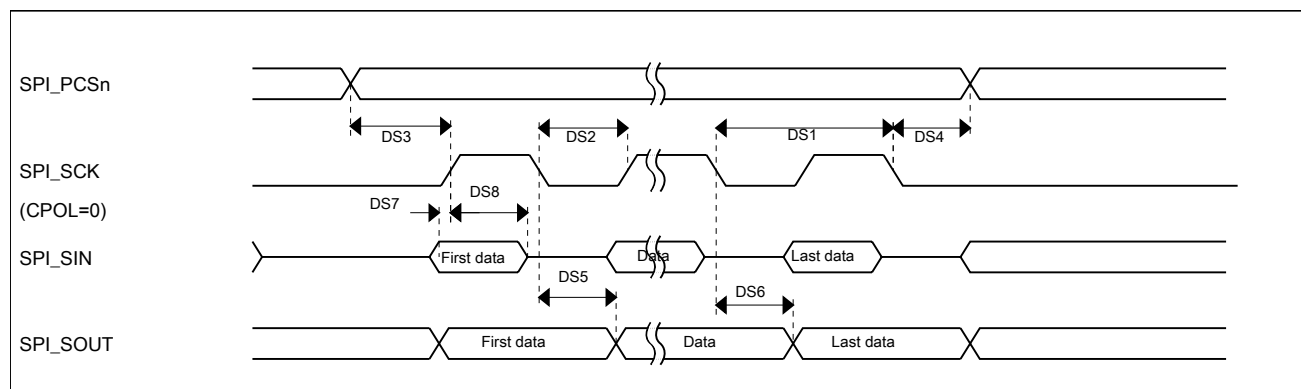 SPI_PCSn
DS3
DS2
DS1
DS4
SPI_SCK
(CPOL=0)
DS7
DS8
SPI_SIN
First data
Data
Last data
DS5
DS6
SPI_SOUT
First data
Data
Last data